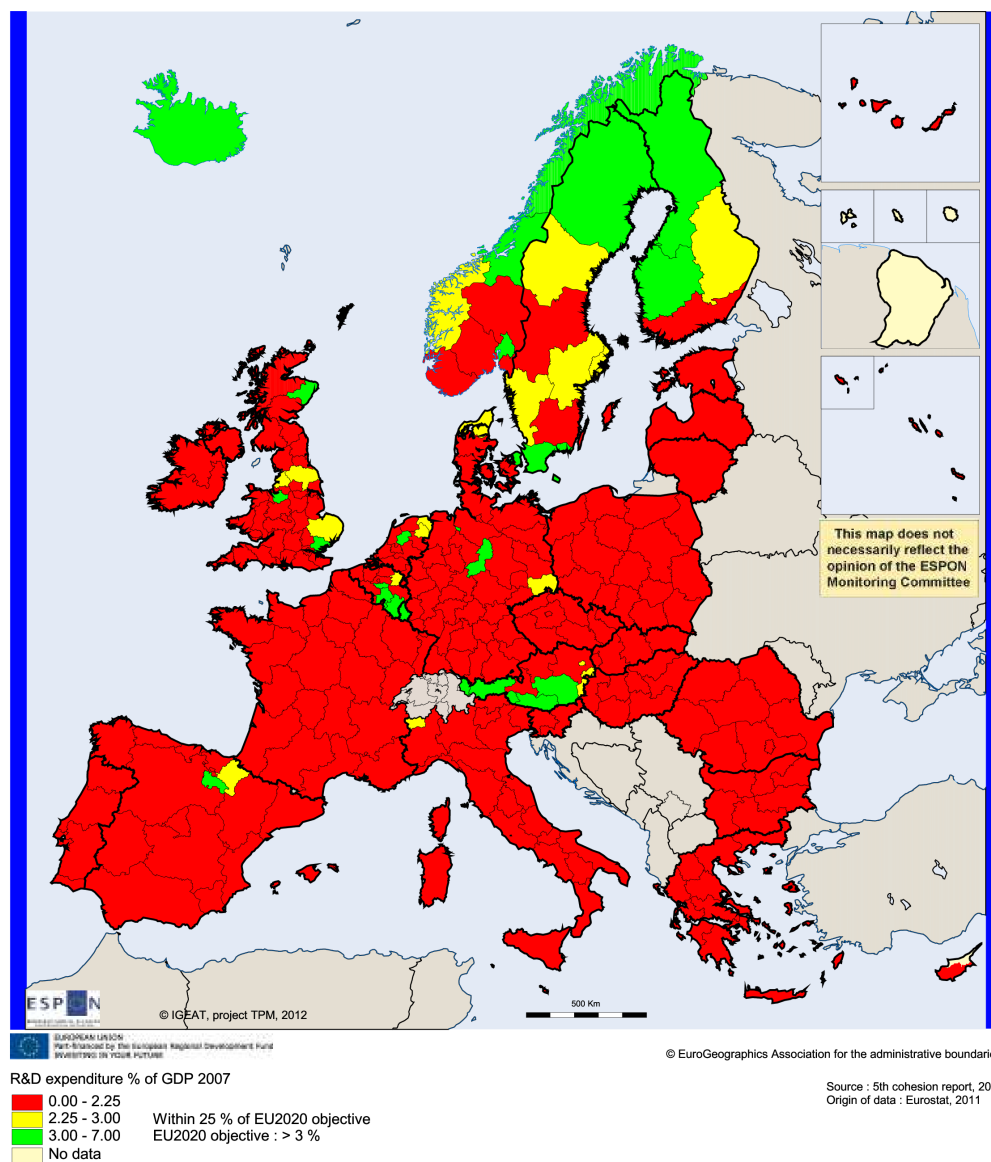 This map does not
necessarily reflect the
opinion of the ESPON
Monitoring Committee
ESPON
© IGEAT, project TPM, 2012
500 Km
EUROPEAN UNION
Part-financed by the European Regional Development Fund
INVESTING IN YOUR FUTURE
© EuroGeographics Association for the administrative boundari
R&D expenditure % of GDP 2007
Source : 5th cohesion report, 20
Origin of data : Eurostat, 2011
0.00 - 2.25
2.25 - 3.00 Within 25 % of EU2020 objective
3.00 - 7.00 EU2020 objective : > 3 %
No data